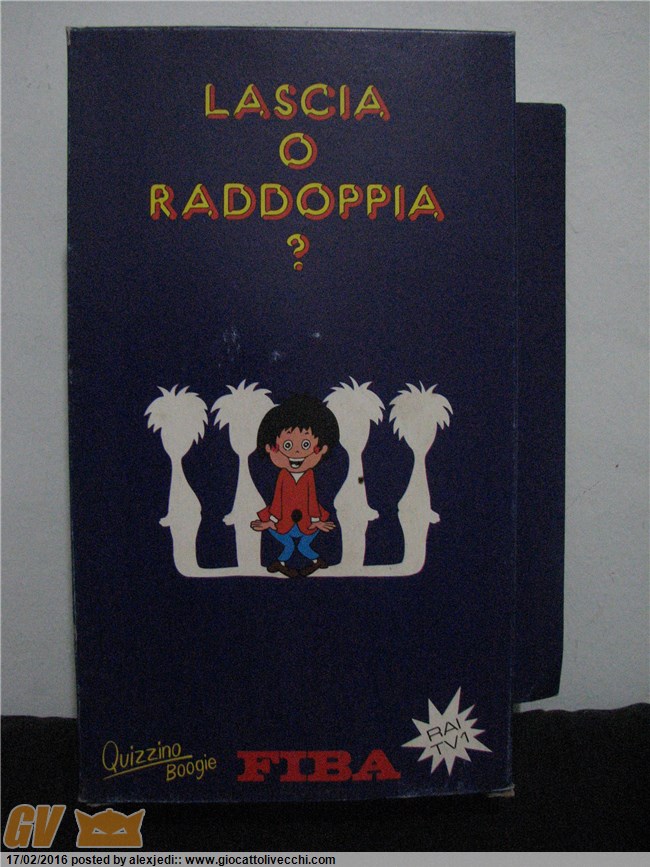 LASCIA
O
RADDOPPIA
?
Quizzino
Boogie
FIBA
RAI
TV1
GV
17/02/2016 posted by alexjedi:: www.giocattolivecchi.com